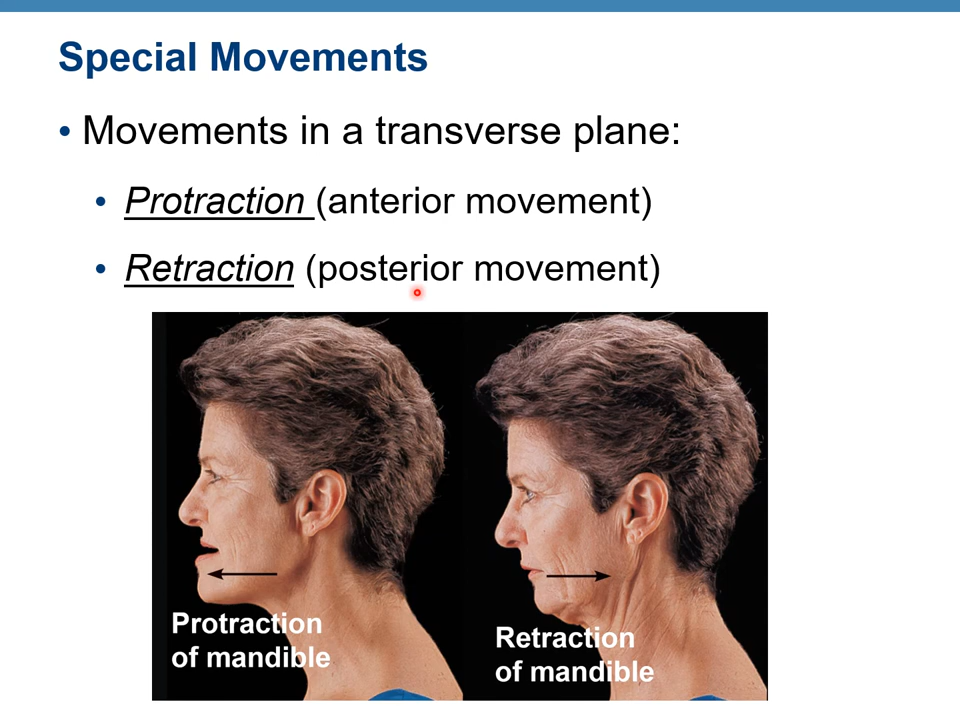 Special Movements
• Movements in a transverse plane:
• Protraction (anterior movement)
• Retraction (posterior movement)
Protraction
of mandible
Retraction
of mandible